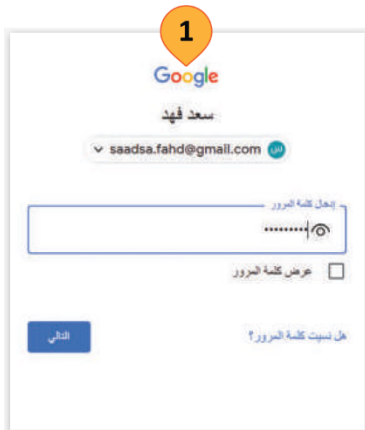 1
Google
سعد فهد
saadsa.fahd@gmail.com
إدخال كلمة المرور
•••••••••
عرض كلمة المرور
هل نسيت كلمة المرور؟
التالي